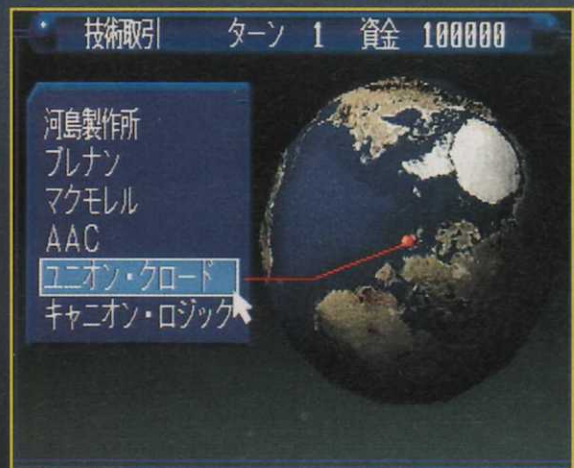 技術取引 ターン 1 資金 100000
河島製作所
ブレナン
マクモレル
AAC
ユニオン・クロード
キャニオン・ロジック